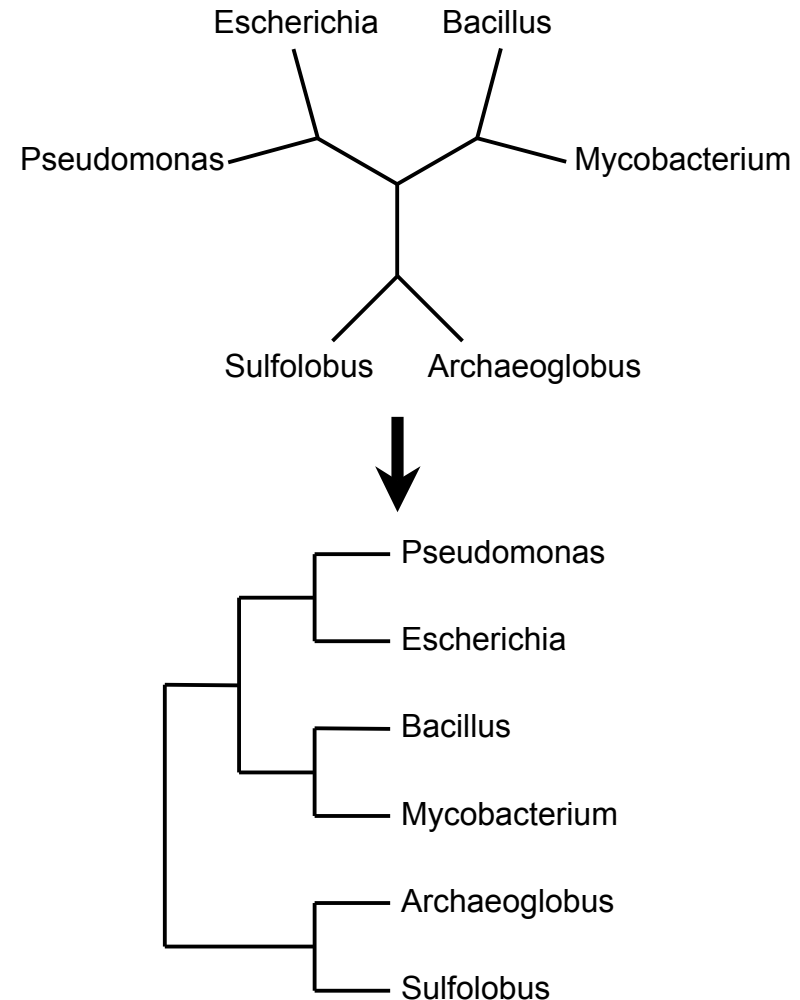 Escherichia Bacillus
Pseudomonas Mycobacterium
Sulfolobus Archaeoglobus
Pseudomonas
Escherichia
Bacillus
Mycobacterium
Archaeoglobus
Sulfolobus